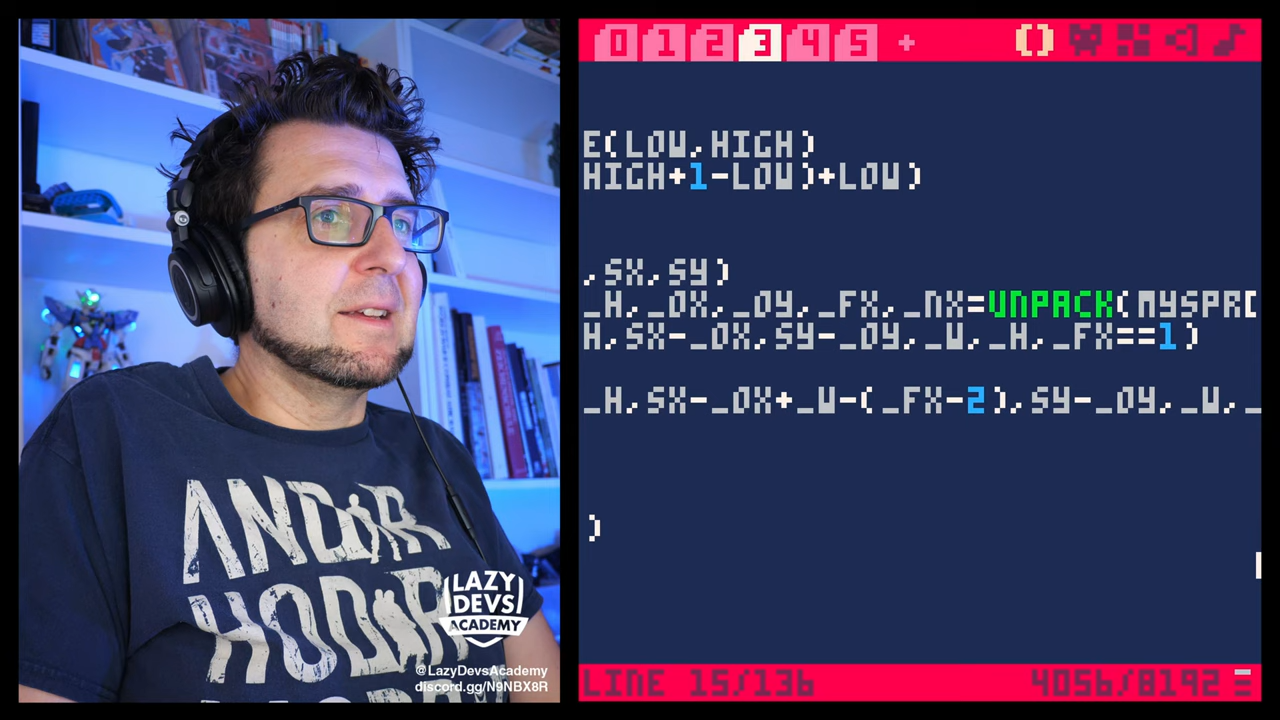 0 1 2 3 4 5 +
E(LOW,HIGH)
HIGH+1-LOW)+LOW)
,SX,SY)
_H,_OX,_OY,_FX,_NX=UNPACK(MYSPR[
H,SX-_OX,SY-_OY,_W,_H,_FX==1)
_H,SX-_OX+_W-(_FX-2),SY-_OY,_W,_
)
LINE 15/136
4056/8192
ANDOR
HODOR
LAZY
DEVS
ACADEMY
@LazyDevsAcademy
discord.gg/N9NBX8R